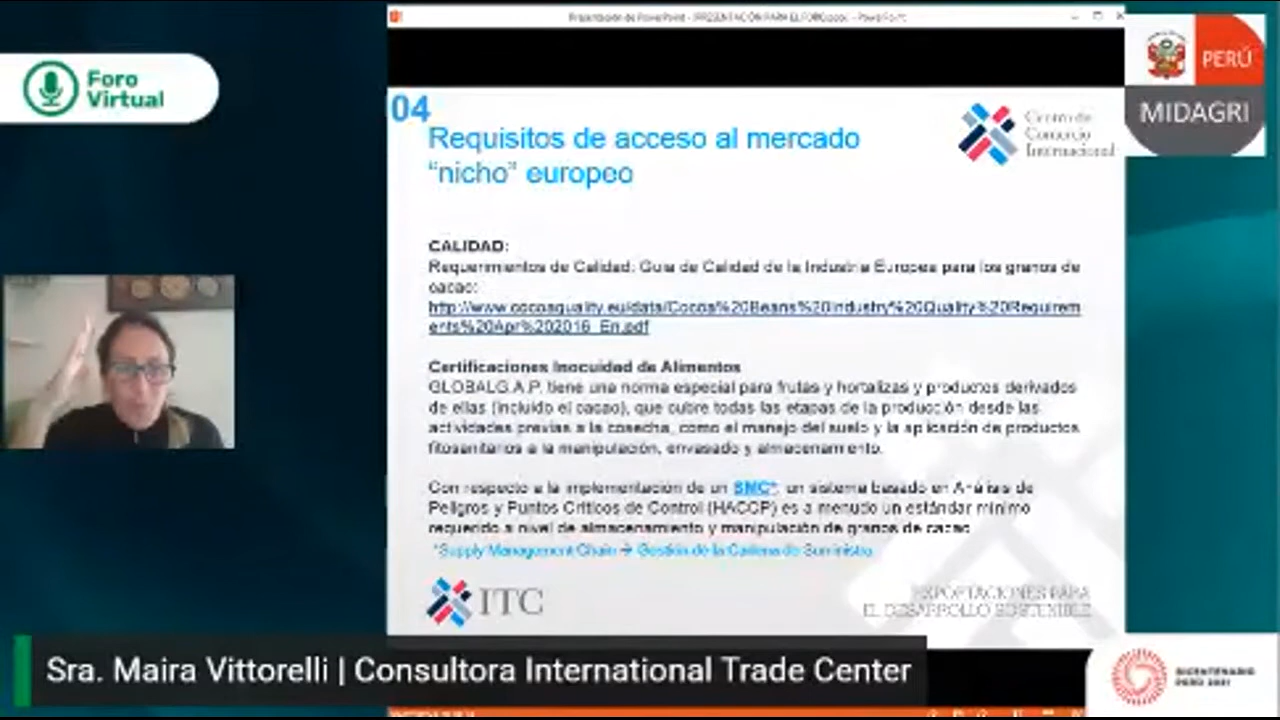 Presentación de PowerPoint - [PRESENTACIÓN PARA EL FORO.pptx] - PowerPoint
Foro
Virtual
PERÚ
MIDAGRI
04
Requisitos de acceso al mercado
“nicho” europeo
Centro de
Comercio
Internacional
CALIDAD:
Requerimientos de Calidad: Guia de Calidad de la Industria Europea para los granos de
cacao:
http://www.cocoaquality.eu/data/Cocoa%20Beans%20Industry%20Quality%20Requirem
ents%20Apr%202016_En.pdf
Certificaciones Inocuidad de Alimentos
GLOBALG.A.P. tiene una norma especial para frutas y hortalizas y productos derivados
de ellas (incluido el cacao), que cubre todas las etapas de la producción desde las
actividades previas a la cosecha, como el manejo del suelo y la aplicación de productos
fitosanitarios a la manipulación, envasado y almacenamiento.
Con respecto a la implementación de un SMC*, un sistema basado en Análisis de
Peligros y Puntos Críticos de Control (HACCP) es a menudo un estándar mínimo
requerido a nivel de almacenamiento y manipulación de granos de cacao
*Supply Management Chain → Gestión de la Cadena de Suministro
ITC
EXPORTACIONES PARA
EL DESARROLLO SOSTENIBLE
Sra. Maira Vittorelli | Consultora International Trade Center
BICENTENARIO
PERÚ 2021